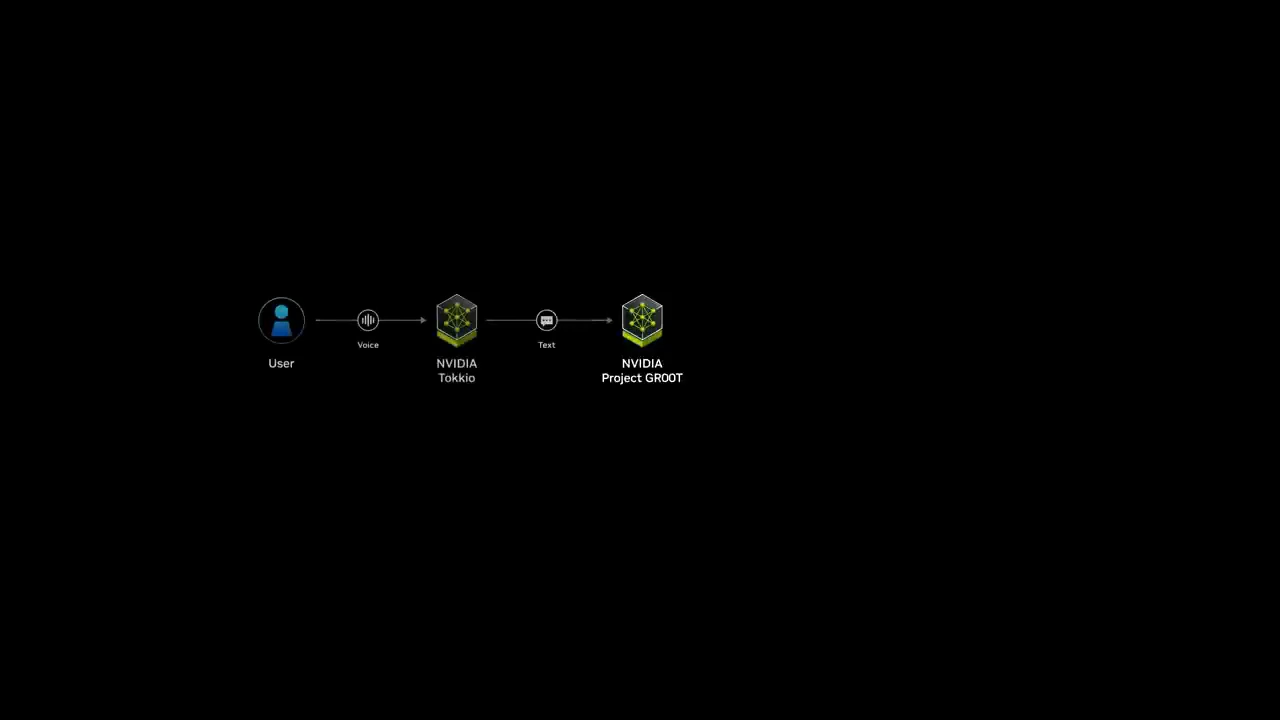 User
Voice
NVIDIA
Tokkio
Text
NVIDIA
Project GR00T